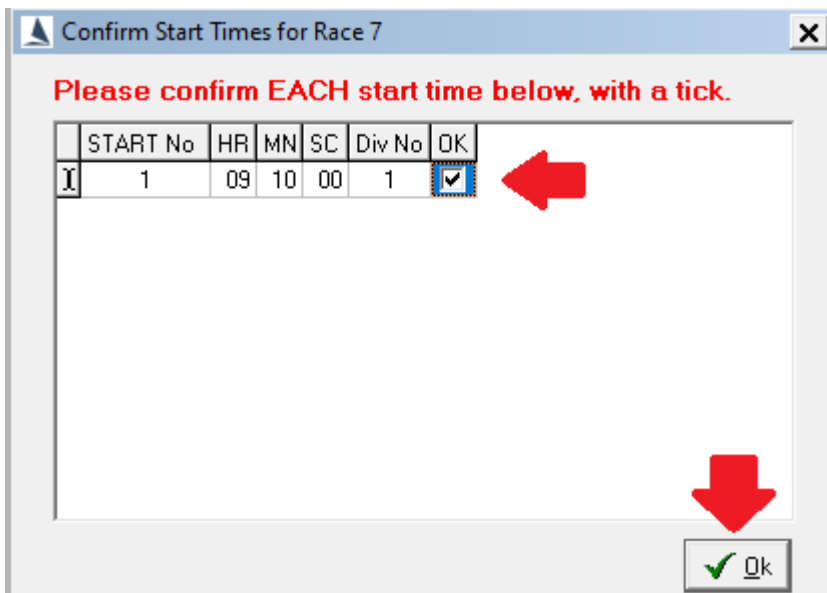 Confirm Start Times for Race 7
Please confirm EACH start time below, with a tick.
START No HR MN SC Div No OK
1 09 10 00 1
Ok